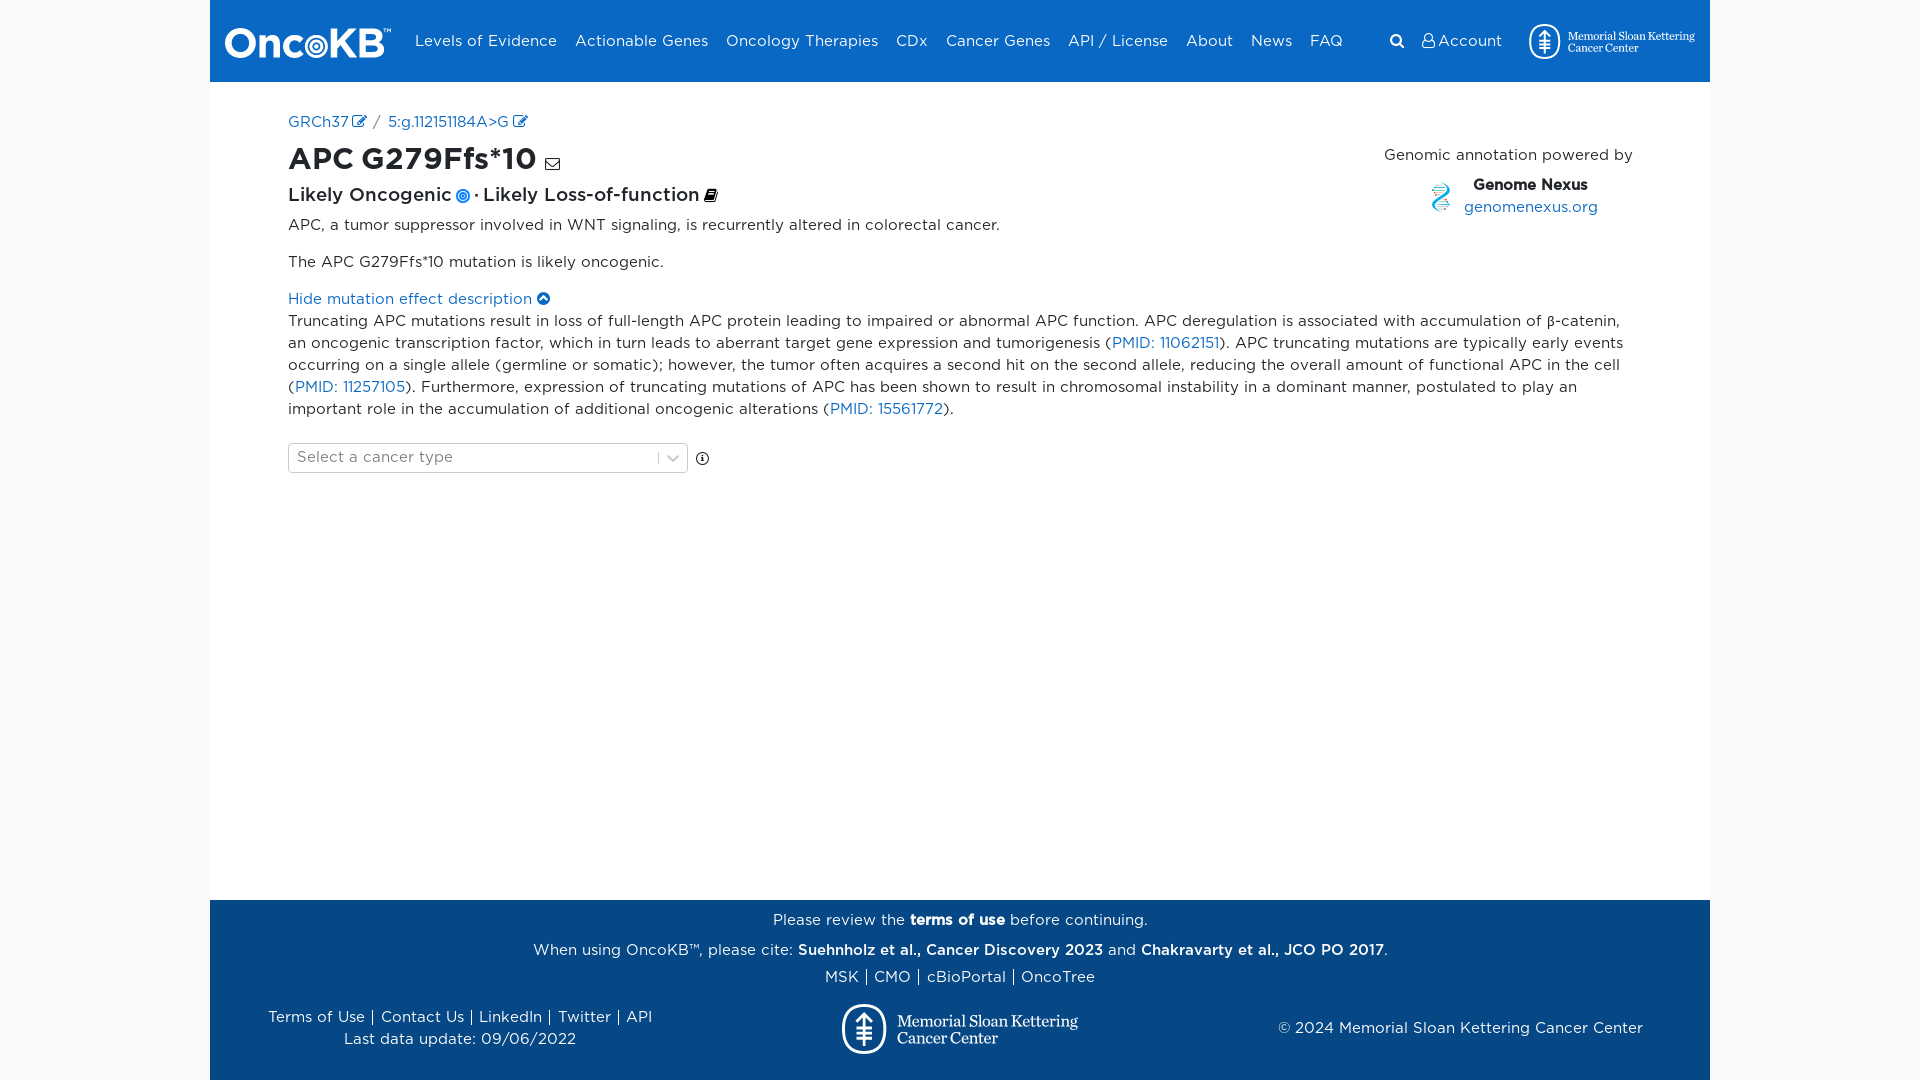 OncoKB™
Levels of Evidence
Actionable Genes
Oncology Therapies
CDx
Cancer Genes
API / License
About
News
FAQ
Account
Memorial Sloan Kettering
Cancer Center
GRCh37 / 5:g.112151184A>G
APC G279Ffs*10
Likely Oncogenic · Likely Loss-of-function
Genomic annotation powered by
Genome Nexus
genomenexus.org
APC, a tumor suppressor involved in WNT signaling, is recurrently altered in colorectal cancer.
The APC G279Ffs*10 mutation is likely oncogenic.
Hide mutation effect description
Truncating APC mutations result in loss of full-length APC protein leading to impaired or abnormal APC function. APC deregulation is associated with accumulation of β-catenin,
an oncogenic transcription factor, which in turn leads to aberrant target gene expression and tumorigenesis (PMID: 11062151). APC truncating mutations are typically early events
occurring on a single allele (germline or somatic); however, the tumor often acquires a second hit on the second allele, reducing the overall amount of functional APC in the cell
(PMID: 11257105). Furthermore, expression of truncating mutations of APC has been shown to result in chromosomal instability in a dominant manner, postulated to play an
important role in the accumulation of additional oncogenic alterations (PMID: 15561772).
Select a cancer type
Please review the terms of use before continuing.
When using OncoKB™, please cite: Suehnholz et al., Cancer Discovery 2023 and Chakravarty et al., JCO PO 2017.
MSK | CMO | cBioPortal | OncoTree
Terms of Use | Contact Us | LinkedIn | Twitter | API
Last data update: 09/06/2022
Memorial Sloan Kettering
Cancer Center
© 2024 Memorial Sloan Kettering Cancer Center